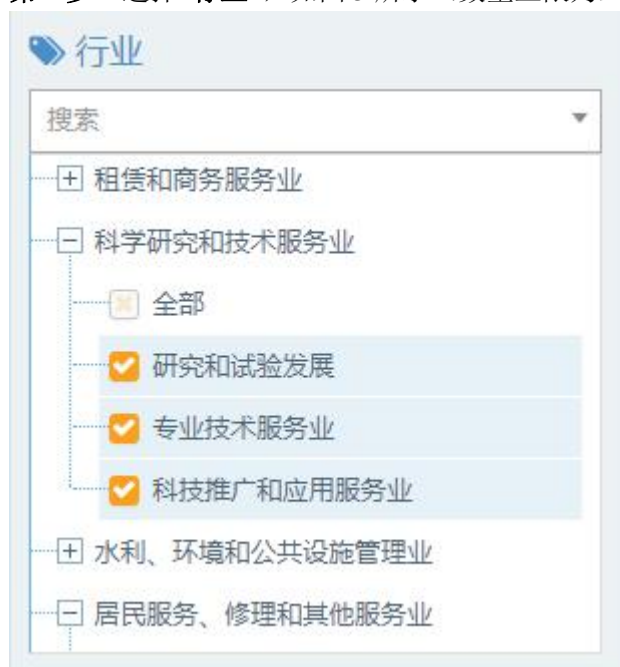 行业
搜索
租赁和商务服务业
科学研究和技术服务业
全部
研究和试验发展
专业技术服务业
科技推广和应用服务业
水利、环境和公共设施管理业
居民服务、修理和其他服务业